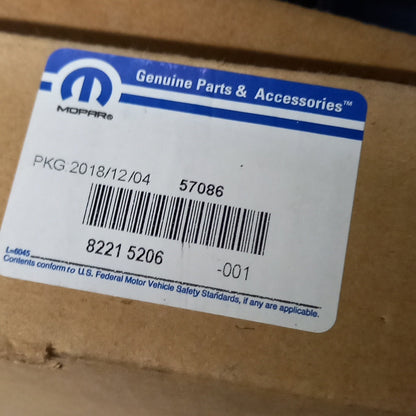 Genuine Parts & Accessories™
MOPAR®
PKG 2018/12/04 57086
8221 5206 -001
L-6045
Contents conform to U.S. Federal Motor Vehicle Safety Standards, if any are applicable.